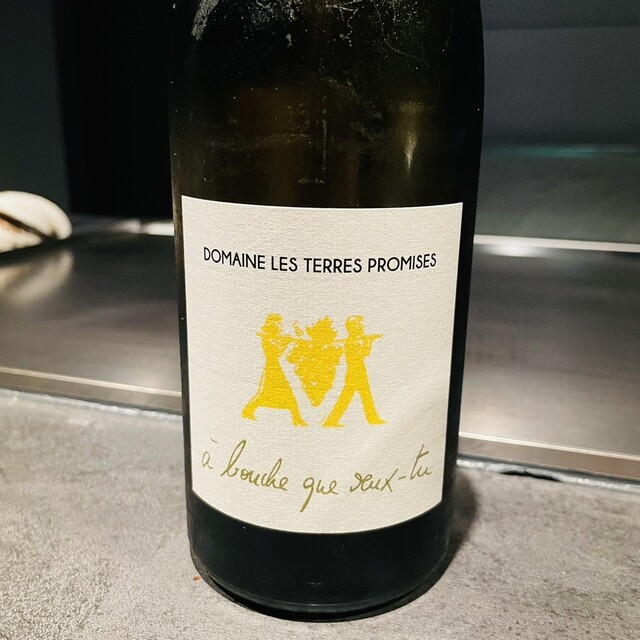 DOMAINE LES TERRES PROMISES
à bouche que veux-tu